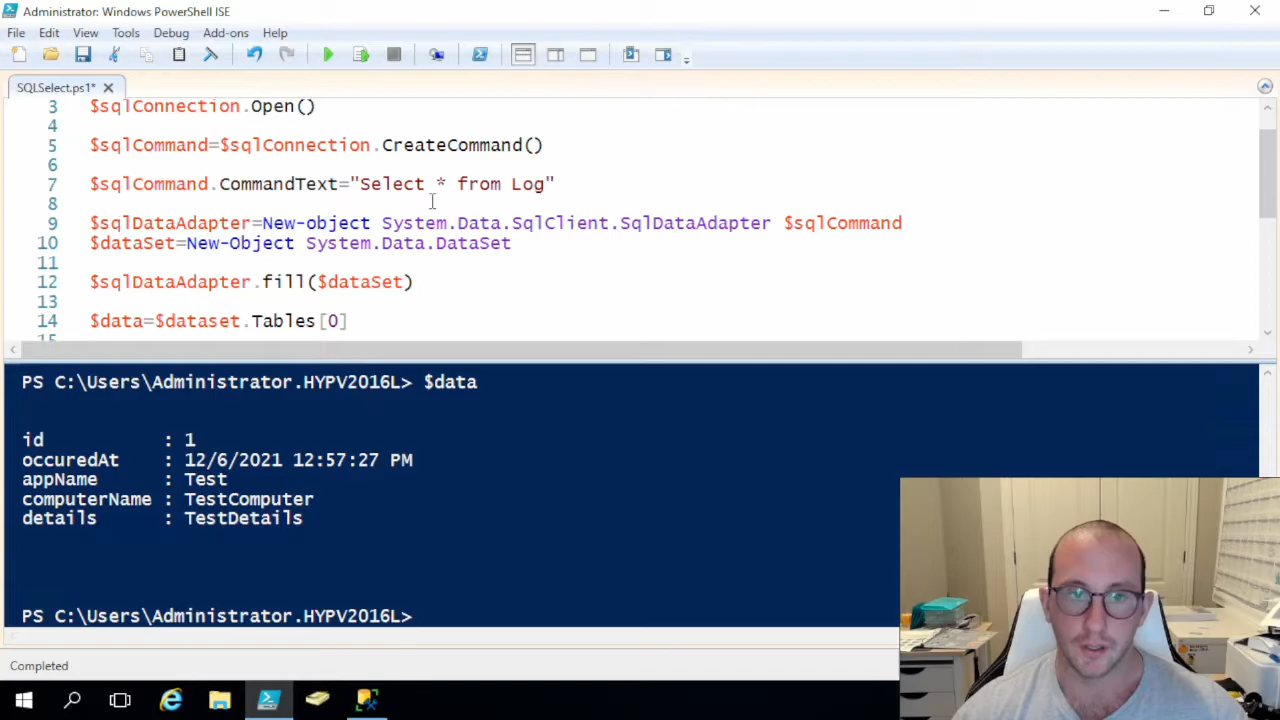 Administrator: Windows PowerShell ISE
File Edit View Tools Debug Add-ons Help
SQLSelect.ps1*
3 $sqlConnection.Open()
4
5 $sqlCommand=$sqlConnection.CreateCommand()
6
7 $sqlCommand.CommandText="Select * from Log"
8
9 $sqlDataAdapter=New-object System.Data.SqlClient.SqlDataAdapter $sqlCommand
10 $dataSet=New-Object System.Data.DataSet
11
12 $sqlDataAdapter.fill($dataSet)
13
14 $data=$dataset.Tables[0]
15
PS C:\Users\Administrator.HYPV2016L> $data
id : 1
occuredAt : 12/6/2021 12:57:27 PM
appName : Test
computerName : TestComputer
details : TestDetails
PS C:\Users\Administrator.HYPV2016L>
Completed